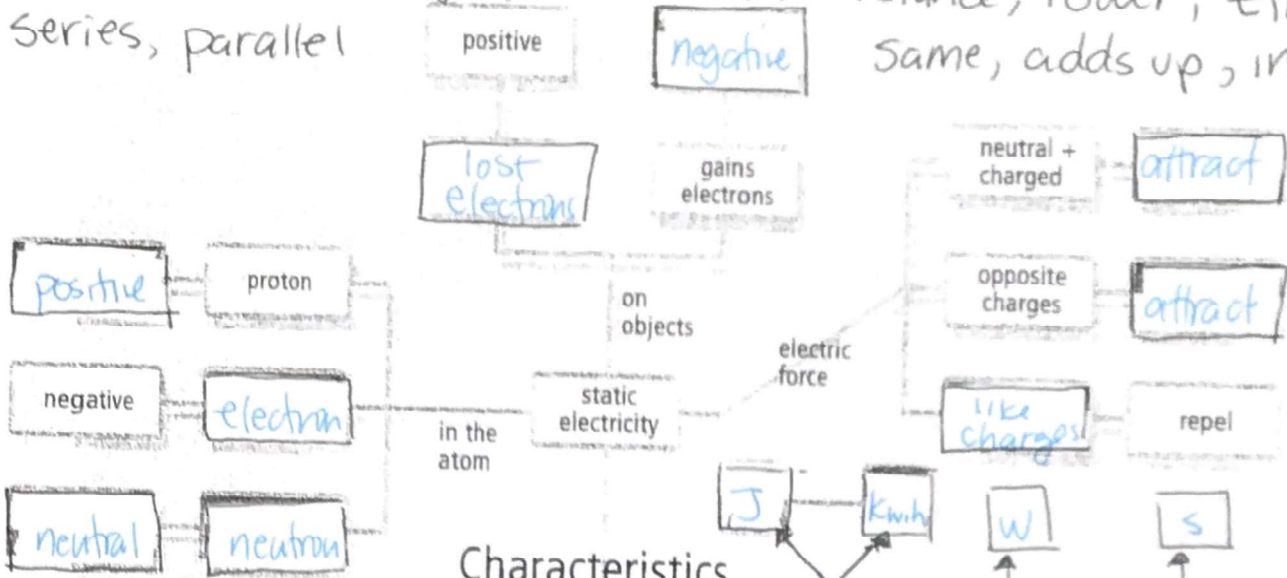 series, parallel
positive
negative
same, adds up,
lost
electrons
gains
electrons
neutral +
charged
attract
positive
proton
on
objects
opposite
charges
attract
electric
force
negative
electron
in the
atom
static
electricity
like
charges
repel
neutral
neutron
J
kw.h
W
s
Characteristics